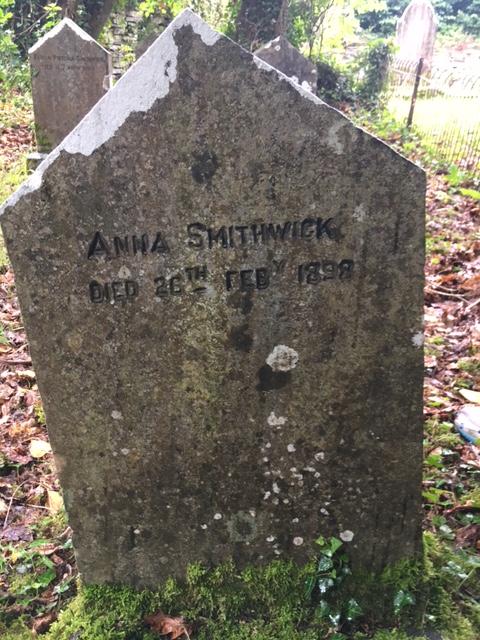 Anna Smithwick
Died 26th Feby 1898